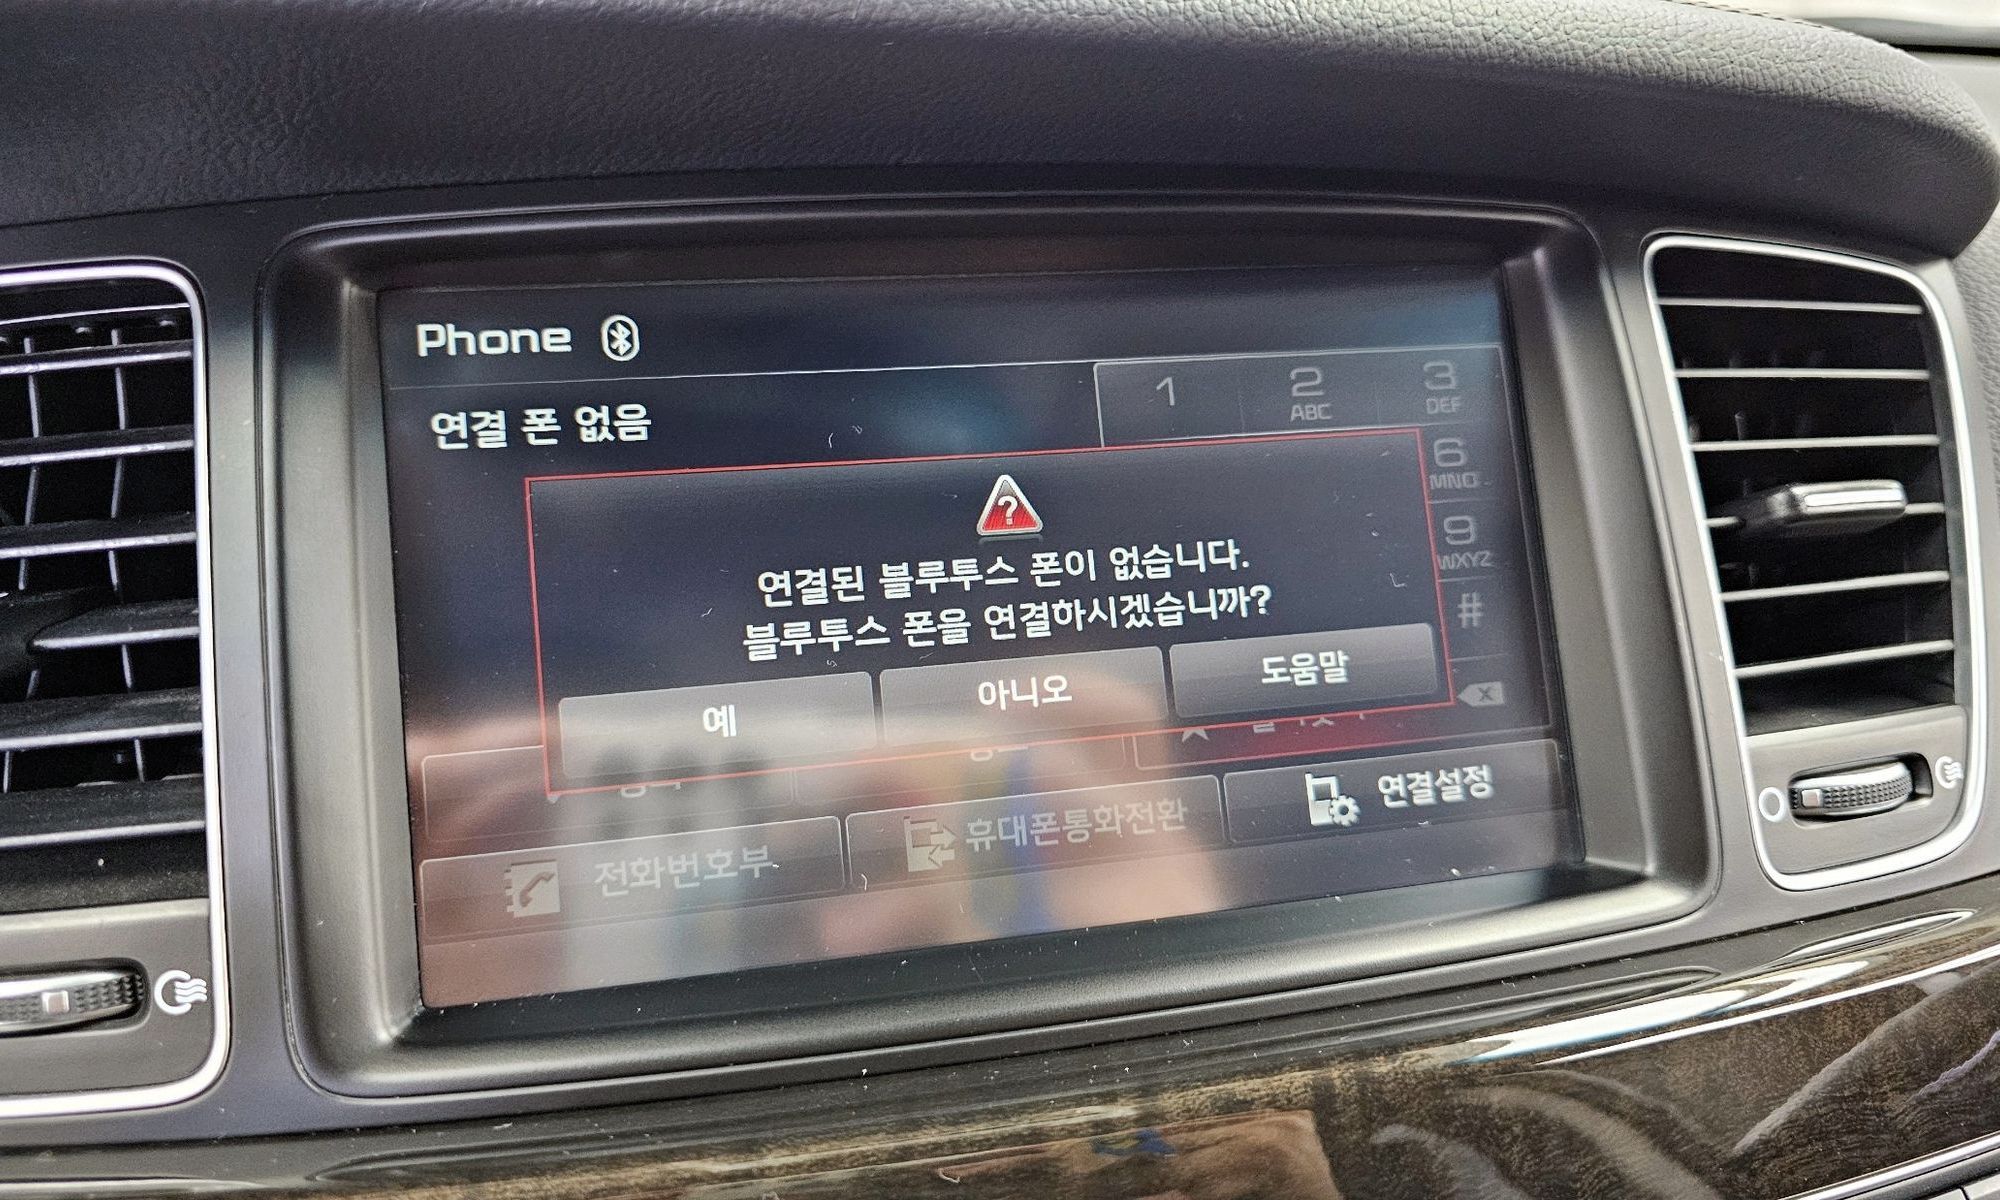 Phone
연결 폰 없음
1
2
ABC
3
DEF
6
MNO
9
WXYZ
#
연결된 블루투스 폰이 없습니다.
블루투스 폰을 연결하시겠습니까?
예
아니오
도움말
전화번호부
휴대폰통화전환
연결설정